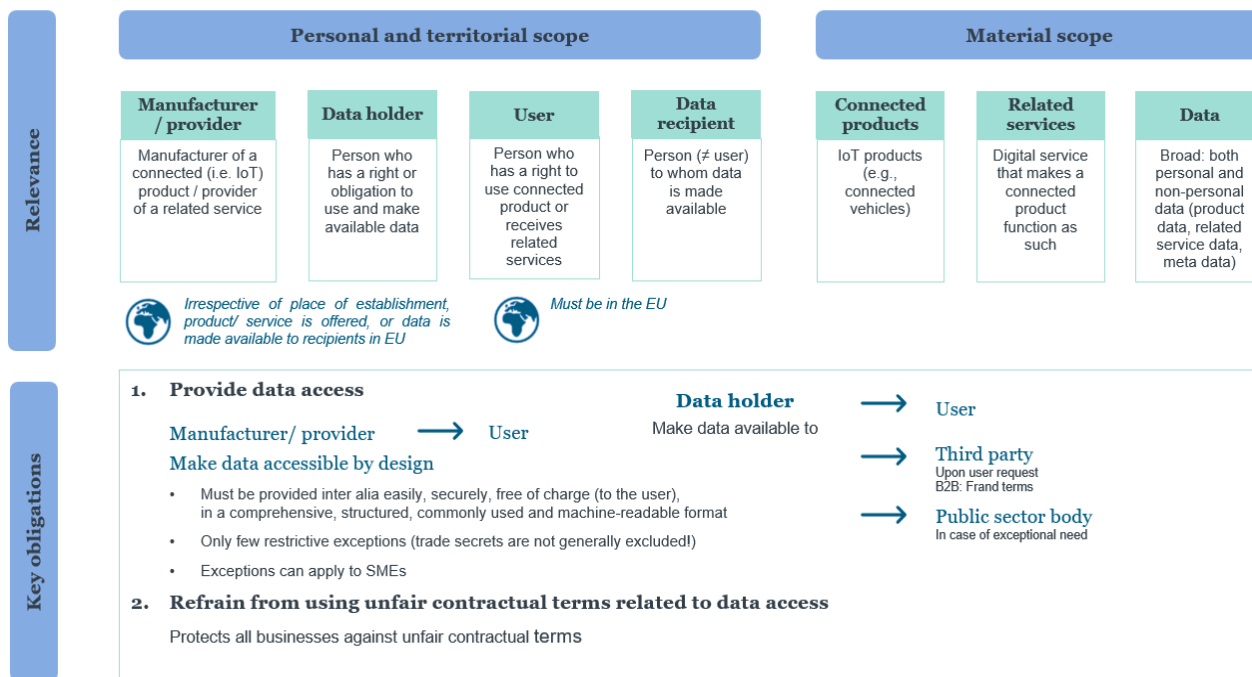 Relevance
Personal and territorial scope
Material scope
Manufacturer
/ provider
Manufacturer of a
connected (i.e. IoT)
product / provider
of a related service
Data holder
Person who
has a right or
obligation to
use and make
available data
User
Person who
has a right to
use connected
product or
receives
related
services
Data
recipient
Person (≠ user)
to whom data
is made
available
Connected
products
IoT products
(e.g.,
connected
vehicles)
Related
services
Digital service
that makes a
connected
product
function as
such
Data
Broad: both
personal and
non-personal
data (product
data, related
service data,
meta data)
Irrespective of place of establishment,
product/ service is offered, or data is
made available to recipients in EU
Must be in the EU
Key obligations
1. Provide data access
Manufacturer/ provider → User
Make data accessible by design
• Must be provided inter alia easily, securely, free of charge (to the user),
in a comprehensive, structured, commonly used and machine-readable format
• Only few restrictive exceptions (trade secrets are not generally excluded!)
• Exceptions can apply to SMEs
Data holder
Make data available to
→ User
→ Third party
Upon user request
B2B: Frand terms
→ Public sector body
In case of exceptional need
2. Refrain from using unfair contractual terms related to data access
Protects all businesses against unfair contractual terms